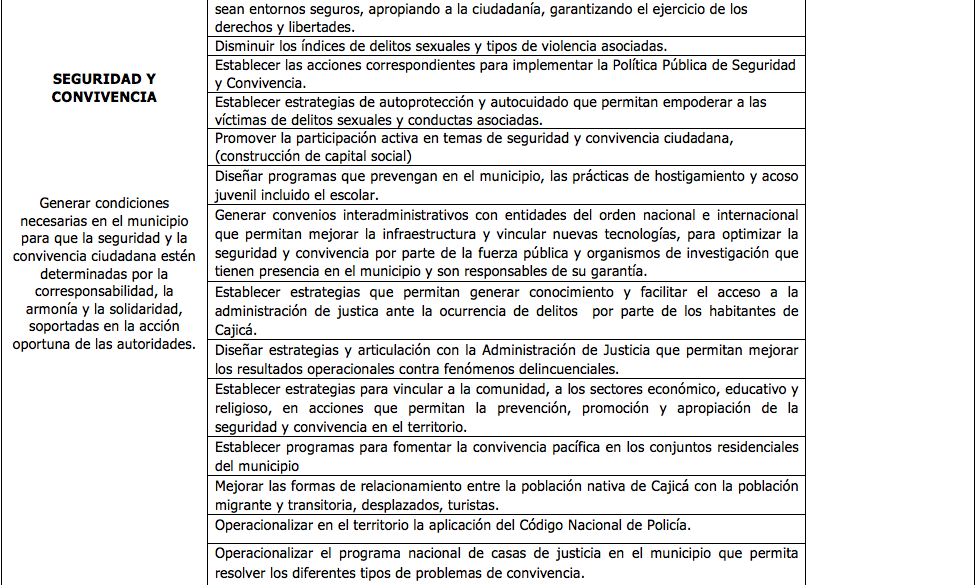 SEGURIDAD Y
CONVIVENCIA
Generar condiciones
necesarias en el municipio
para que la seguridad y la
convivencia ciudadana estén
determinadas por la
corresponsabilidad, la
armonía y la solidaridad,
soportadas en la acción
oportuna de las autoridades.
sean entornos seguros, apropiando a la ciudadanía, garantizando el ejercicio de los
derechos y libertades.
Disminuir los índices de delitos sexuales y tipos de violencia asociadas.
Establecer las acciones correspondientes para implementar la Política Pública de Seguridad
y Convivencia.
Establecer estrategias de autoprotección y autocuidado que permitan empoderar a las
víctimas de delitos sexuales y conductas asociadas.
Promover la participación activa en temas de seguridad y convivencia ciudadana,
(construcción de capital social)
Diseñar programas que prevengan en el municipio, las prácticas de hostigamiento y acoso
juvenil incluido el escolar.
Generar convenios interadministrativos con entidades del orden nacional e internacional
que permitan mejorar la infraestructura y vincular nuevas tecnologías, para optimizar la
seguridad y convivencia por parte de la fuerza pública y organismos de investigación que
tienen presencia en el municipio y son responsables de su garantía.
Establecer estrategias que permitan generar conocimiento y facilitar el acceso a la
administración de justica ante la ocurrencia de delitos por parte de los habitantes de
Cajicá.
Diseñar estrategias y articulación con la Administración de Justicia que permitan mejorar
los resultados operacionales contra fenómenos delincuenciales.
Establecer estrategias para vincular a la comunidad, a los sectores económico, educativo y
religioso, en acciones que permitan la prevención, promoción y apropiación de la
seguridad y convivencia en el territorio.
Establecer programas para fomentar la convivencia pacífica en los conjuntos residenciales
del municipio
Mejorar las formas de relacionamiento entre la población nativa de Cajicá con la población
migrante y transitoria, desplazados, turistas.
Operacionalizar en el territorio la aplicación del Código Nacional de Policía.
Operacionalizar el programa nacional de casas de justicia en el municipio que permita
resolver los diferentes tipos de problemas de convivencia.